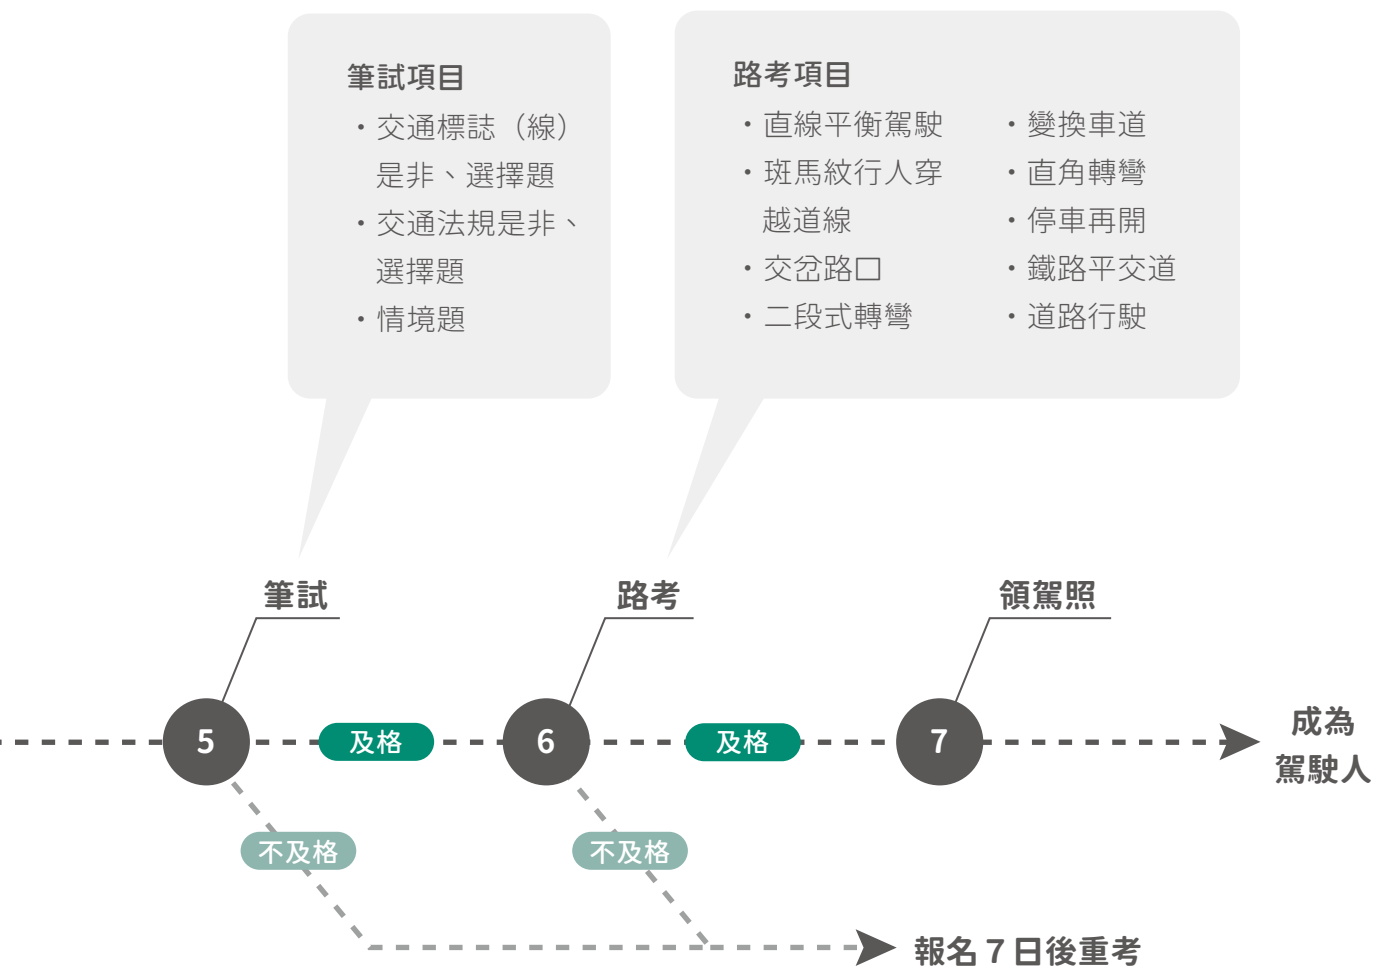 筆試項目
・交通標誌（線）
是非、選擇題
・交通法規是非、
選擇題
・情境題
路考項目
・直線平衡駕駛
・斑馬紋行人穿
越道線
・交岔路口
・二段式轉彎
・變換車道
・直角轉彎
・停車再開
・鐵路平交道
・道路行駛
筆試
路考
領駕照
5
及格
6
及格
7
成為
駕駛人
不及格
不及格
報名７日後重考